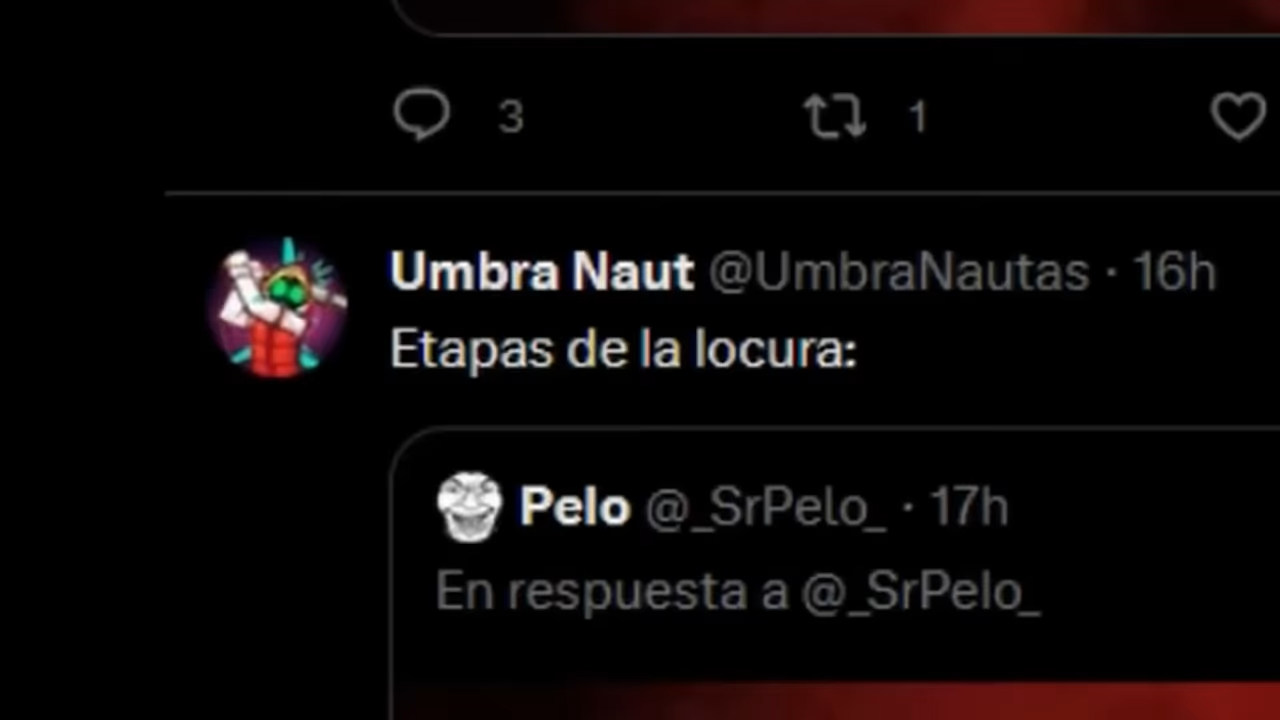 3 1
Umbra Naut @UmbraNautas · 16h
Etapas de la locura:
Pelo @_SrPelo_ · 17h
En respuesta a @_SrPelo_